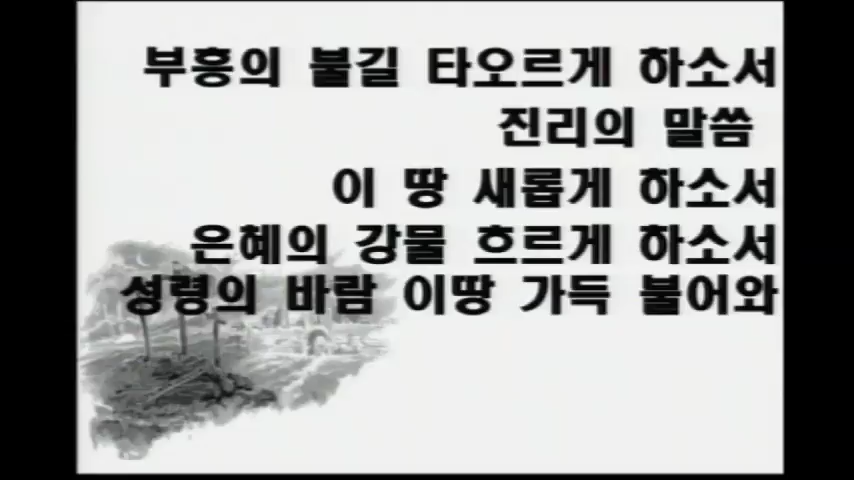 부흥의 불길 타오르게 하소서
진리의 말씀
이 땅 새롭게 하소서
은혜의 강물 흐르게 하소서
성령의 바람 이땅 가득 불어와